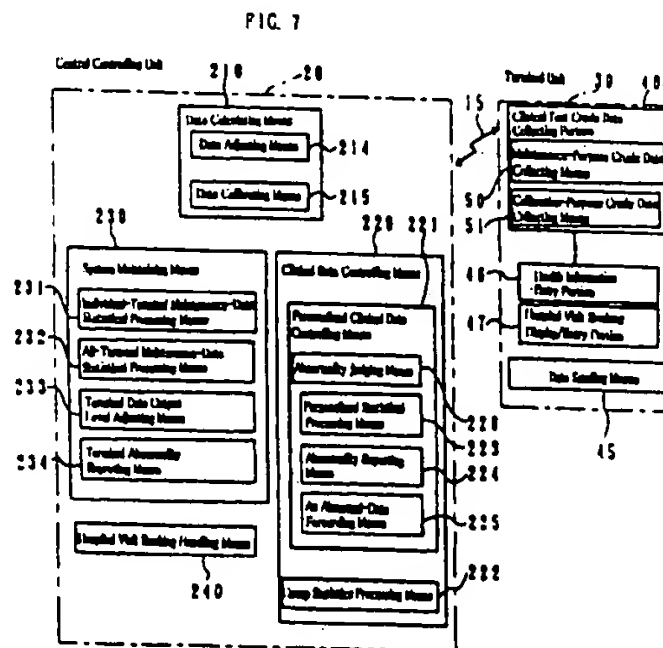 FIG. 7
Central Controlling Unit
20
210
Data Calculating Means
Data Adjusting Means
214
Data Calibrating Means
215
15
Terminal Unit
30
40
Clinical Test Crude Data
Collecting Portion
Maintenance-Purpose Crude Data
Collecting Means
50
Calibration-Purpose Crude Data
Collecting Means
51
46
Health Information
Entry Portion
47
Hospital Visit Booking
Display/Entry Portion
Data Sending Means
45
230
System Maintaining Means
231
Individual-Terminal Maintenance-Data
Statistical Processing Means
232
All-Terminal Maintenance-Data
Statistical Processing Means
233
Terminal Data Output
Level Adjusting Means
234
Terminal Abnormality
Reporting Means
Hospital Visit Booking Handling Means
240
220
221
Clinical Data Controlling Means
Personalized Clinical Data
Controlling Means
Abnormality Judging Means
226
Personalized Statistical
Processing Means
223
Abnormality Reporting
Means
224
An Abnormal-Data
Forwarding Means
225
Group Statistics Processing Means
222